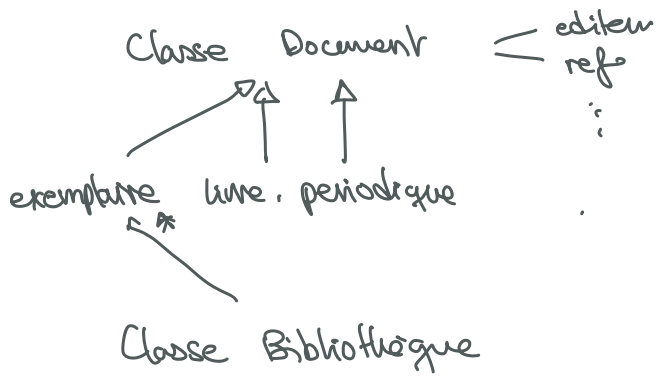 Classe Document
editeur
ref
exemplaire * livre . periodique
Classe Bibliothèque